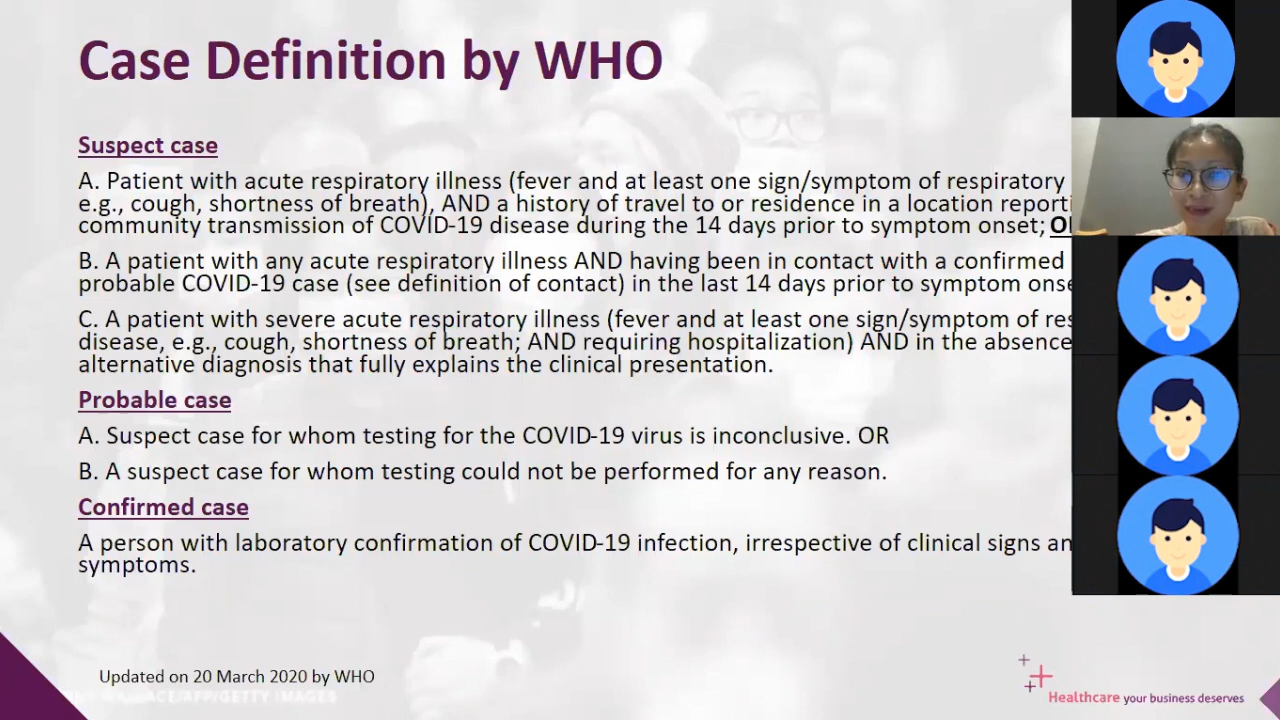 Case Definition by WHO
Suspect case
A. Patient with acute respiratory illness (fever and at least one sign/symptom of respiratory
e.g., cough, shortness of breath), AND a history of travel to or residence in a location
community transmission of COVID-19 disease during the 14 days prior to symptom onset;
B. A patient with any acute respiratory illness AND having been in contact with a confirmed
probable COVID-19 case (see definition of contact) in the last 14 days prior to symptom
C. A patient with severe acute respiratory illness (fever and at least one sign/symptom of
disease, e.g., cough, shortness of breath; AND requiring hospitalization) AND in the absence
alternative diagnosis that fully explains the clinical presentation.
Probable case
A. Suspect case for whom testing for the COVID-19 virus is inconclusive. OR
B. A suspect case for whom testing could not be performed for any reason.
Confirmed case
A person with laboratory confirmation of COVID-19 infection, irrespective of clinical signs
symptoms.
Updated on 20 March 2020 by WHO
GETTY IMAGES
Healthcare your business deserves